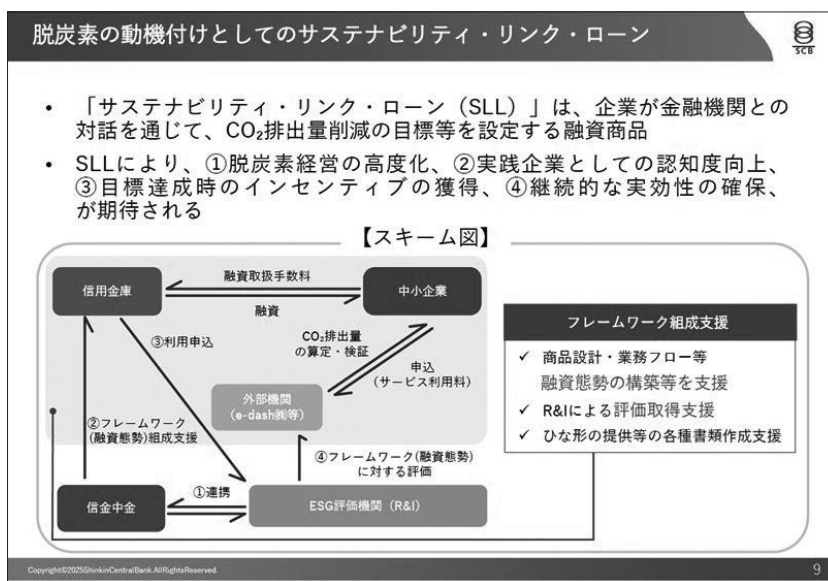 脱炭素の動機付けとしてのサステナビリティ・リンク・ローン
SCB
• 「サステナビリティ・リンク・ローン（SLL）」は、企業が金融機関との
対話を通じて、CO₂排出量削減の目標等を設定する融資商品
• SLLにより、①脱炭素経営の高度化、②実践企業としての認知度向上、
③目標達成時のインセンティブの獲得、④継続的な実効性の確保、
が期待される
【スキーム図】
信用金庫
融資取扱手数料
融資
中小企業
③利用申込
CO₂排出量
の算定・検証
申込
（サービス利用料）
外部機関
（e-dash㈱等）
②フレームワーク
（融資態勢）組成支援
④フレームワーク（融資態勢）
に対する評価
信金中金
①連携
ESG評価機関（R&I）
フレームワーク組成支援
✓ 商品設計・業務フロー等
融資態勢の構築等を支援
✓ R&Iによる評価取得支援
✓ ひな形の提供等の各種書類作成支援
Copyright©2025ShinkinCentralBank.AllRightsReserved.
9